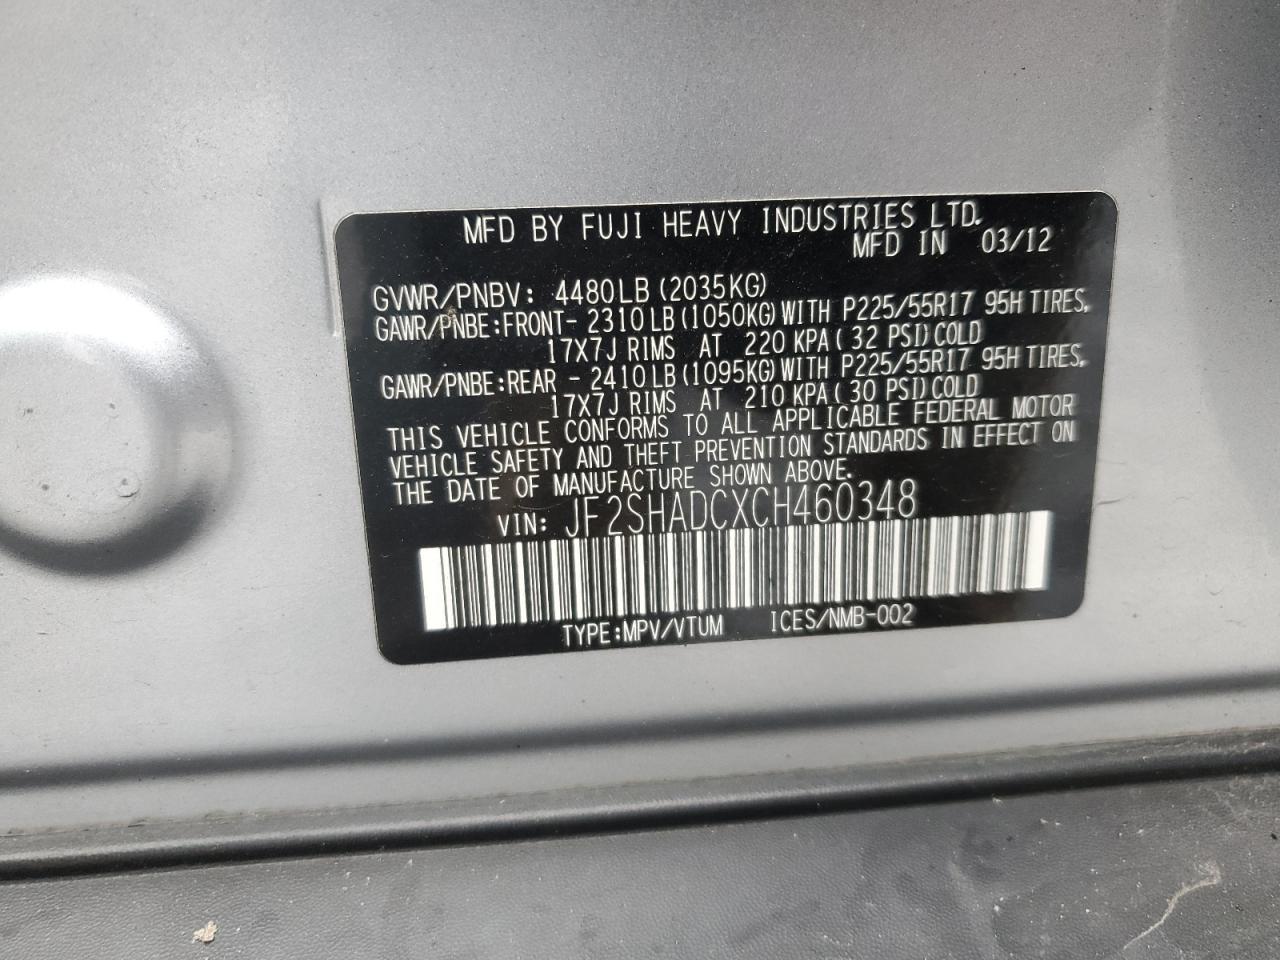 MFD BY FUJI HEAVY INDUSTRIES LTD.
MFD IN 03/12
GVWR/PNBV: 4480LB (2035KG)
GAWR/PNBE:FRONT- 2310LB (1050KG) WITH P225/55R17 95H TIRES,
17X7J RIMS AT 220 KPA ( 32 PSI) COLD
GAWR/PNBE:REAR - 2410LB (1095KG) WITH P225/55R17 95H TIRES,
17X7J RIMS AT 210 KPA ( 30 PSI) COLD
THIS VEHICLE CONFORMS TO ALL APPLICABLE FEDERAL MOTOR
VEHICLE SAFETY AND THEFT PREVENTION STANDARDS IN EFFECT ON
THE DATE OF MANUFACTURE SHOWN ABOVE.
VIN: JF2SHADCXCH460348
TYPE:MPV/VTUM ICES/NMB-002